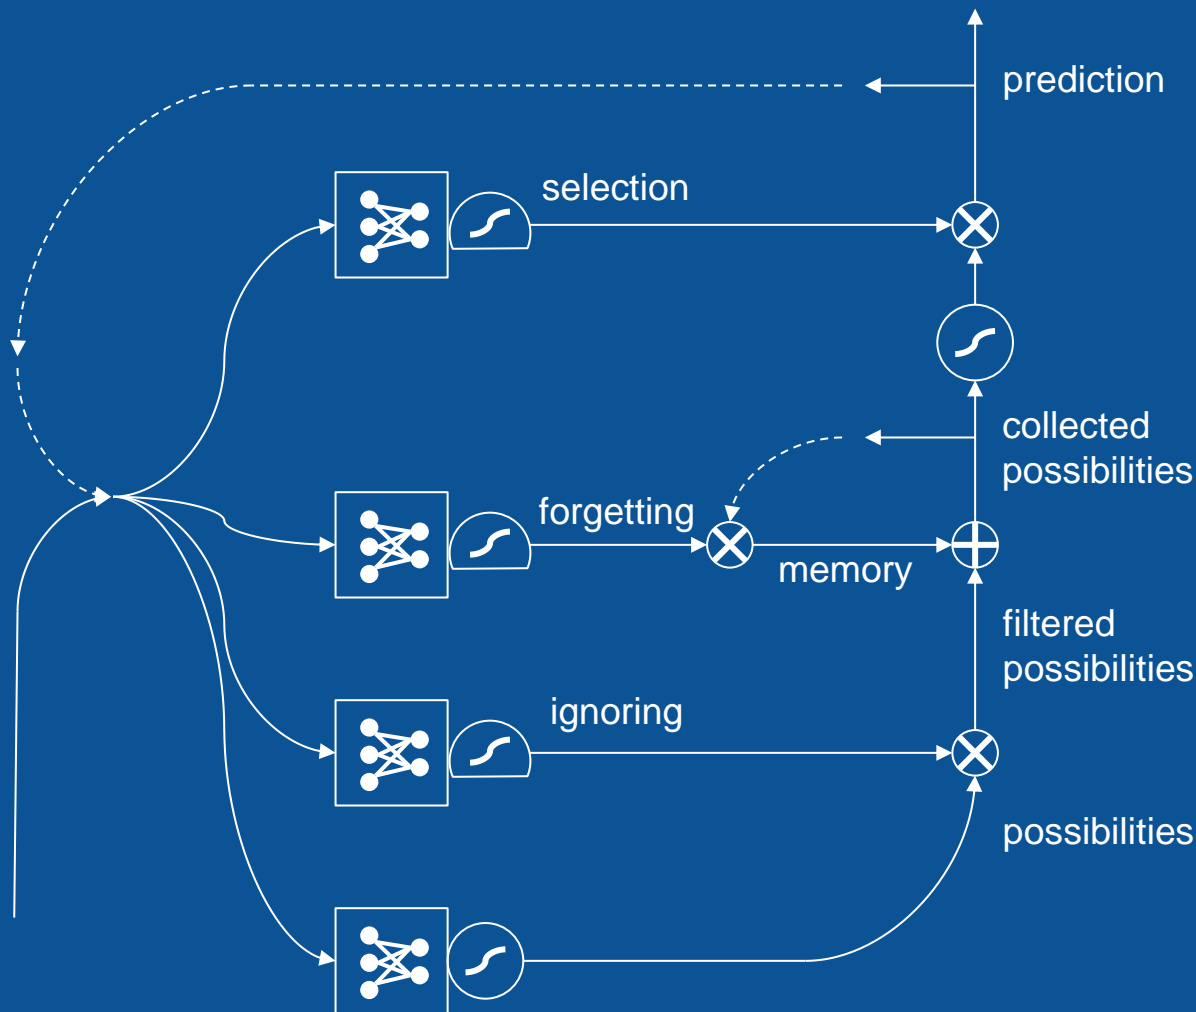 prediction
selection
collected
possibilities
forgetting
memory
filtered
possibilities
ignoring
possibilities